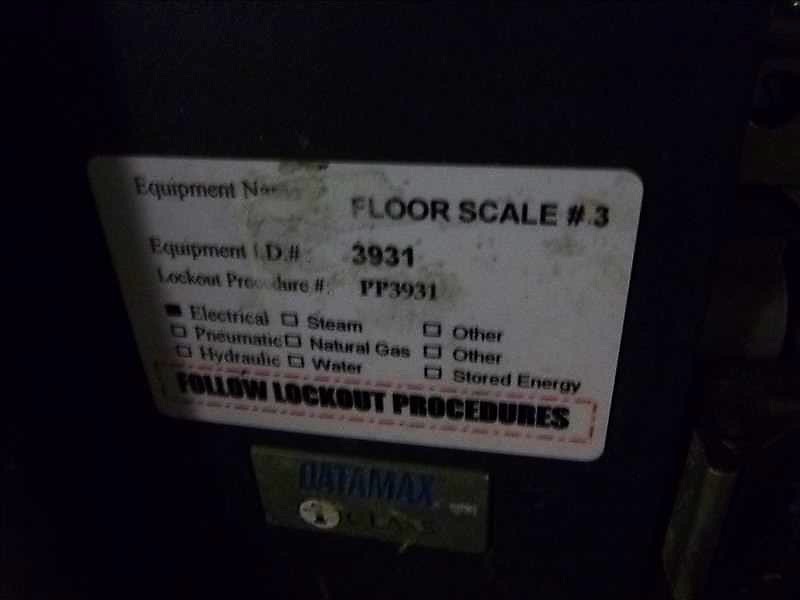 Equipment Name FLOOR SCALE # 3
Equipment I.D.#: 3931
Lockout Procedure #: PP3931
Electrical Steam Other
Pneumatic Natural Gas Other
Hydraulic Water Stored Energy
FOLLOW LOCKOUT PROCEDURES
DATAMAX
CLASS